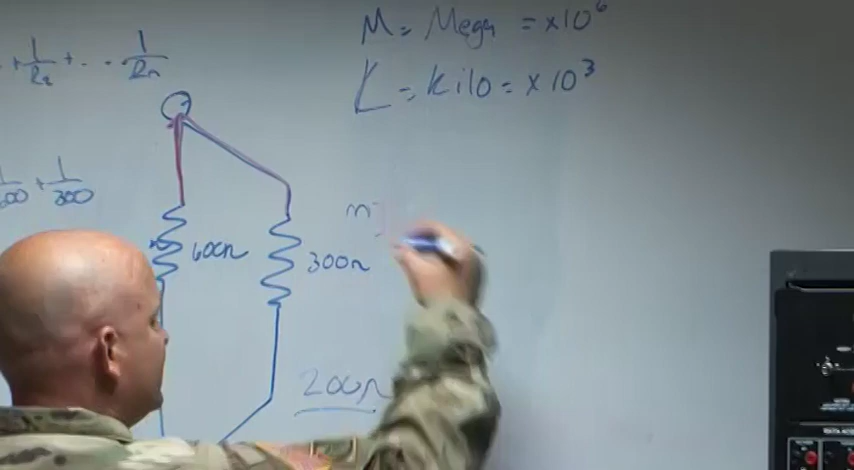 M = Mega = x10⁶
K = Kilo = x10³
+ 1/R₂ + .. 1/Rn
1/600 + 1/300
600Ω
300Ω
m
200Ω